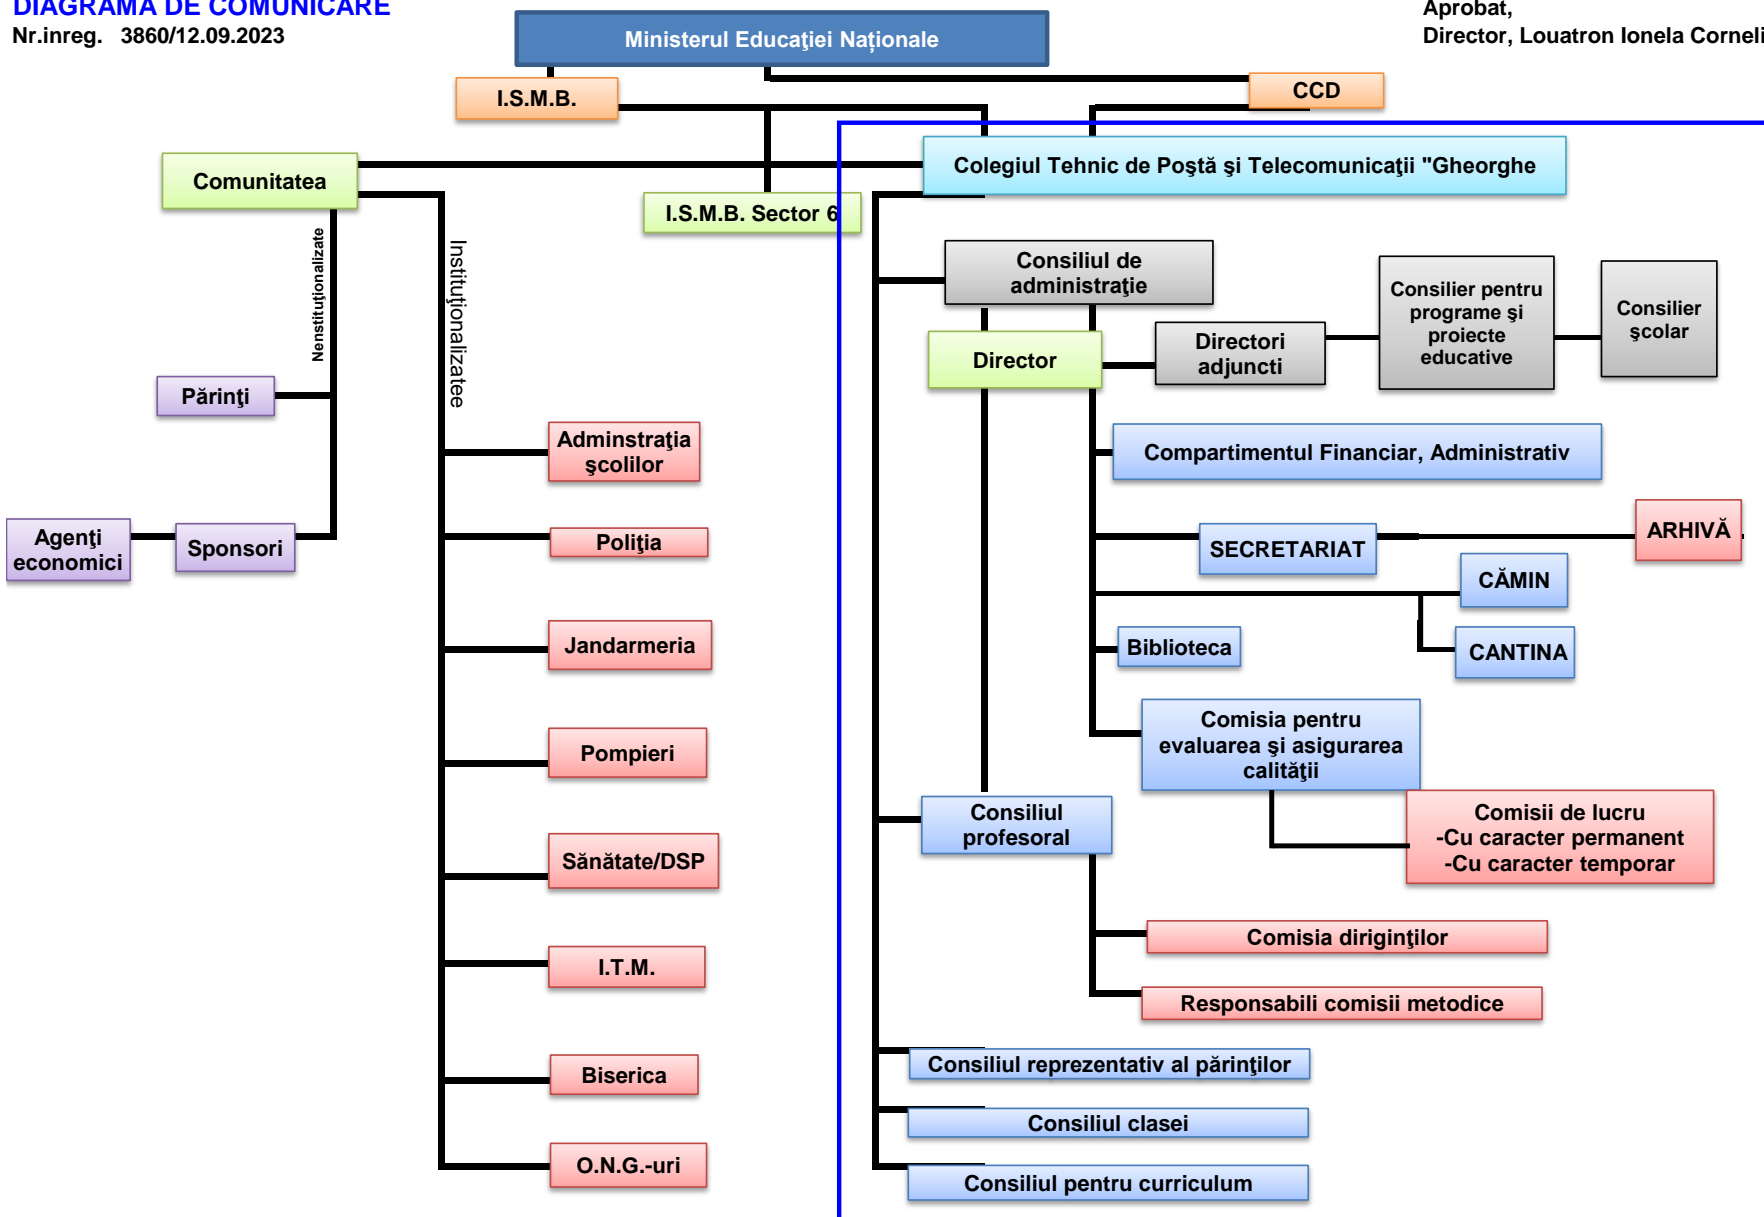 DIAGRAMA DE COMUNICARE
Nr.inreg. 3860/12.09.2023
Aprobat,
Director, Louatron Ionela Corneli
Ministerul Educaţiei Naționale
I.S.M.B.
CCD
Comunitatea
Colegiul Tehnic de Poştă şi Telecomunicaţii "Gheorghe
I.S.M.B. Sector 6
Nenstituţionalizate
Instituţionalizatee
Consiliul de
administraţie
Director
Directori
adjuncti
Consilier pentru
programe şi
proiecte
educative
Consilier
şcolar
Părinţi
Agenţi
economici
Sponsori
Adminstraţia
şcolilor
Poliţia
Jandarmeria
Pompieri
Sănătate/DSP
I.T.M.
Biserica
O.N.G.-uri
Compartimentul Financiar, Administrativ
SECRETARIAT
ARHIVĂ
CĂMIN
CANTINA
Biblioteca
Comisia pentru
evaluarea şi asigurarea
calităţii
Comisii de lucru
-Cu caracter permanent
-Cu caracter temporar
Consiliul
profesoral
Comisia diriginţilor
Responsabili comisii metodice
Consiliul reprezentativ al părinţilor
Consiliul clasei
Consiliul pentru curriculum